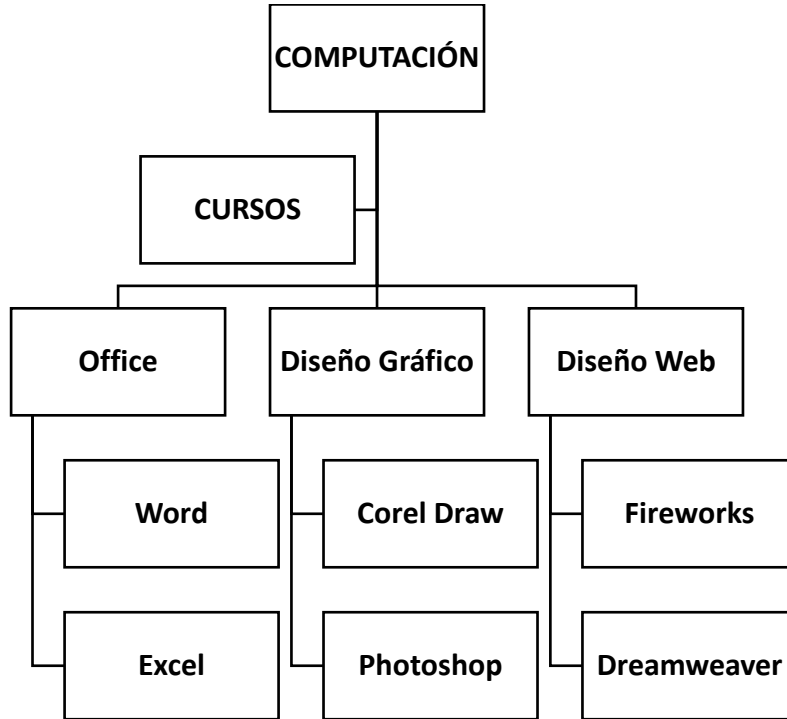 COMPUTACIÓN
CURSOS
Office
Diseño Gráfico
Diseño Web
Word
Corel Draw
Fireworks
Excel
Photoshop
Dreamweaver